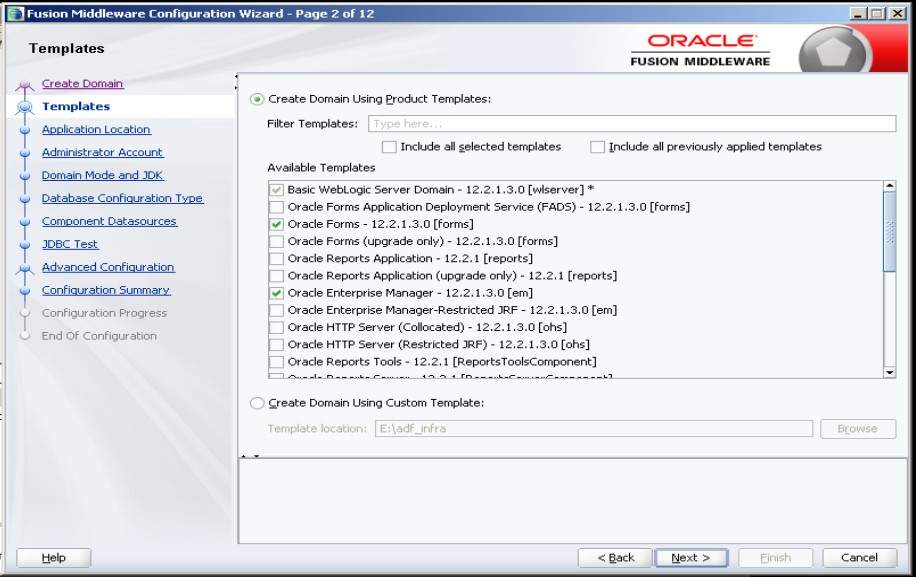 Fusion Middleware Configuration Wizard - Page 2 of 12
Templates
ORACLE
FUSION MIDDLEWARE
Create Domain
Templates
Application Location
Administrator Account
Domain Mode and JDK
Database Configuration Type
Component Datasources
JDBC Test
Advanced Configuration
Configuration Summary
Configuration Progress
End Of Configuration
Create Domain Using Product Templates:
Filter Templates: Type here...
Include all selected templates Include all previously applied templates
Available Templates
Basic WebLogic Server Domain - 12.2.1.3.0 [wlserver] *
Oracle Forms Application Deployment Service (FADS) - 12.2.1.3.0 [forms]
Oracle Forms - 12.2.1.3.0 [forms]
Oracle Forms (upgrade only) - 12.2.1.3.0 [forms]
Oracle Reports Application - 12.2.1 [reports]
Oracle Reports Application (upgrade only) - 12.2.1 [reports]
Oracle Enterprise Manager - 12.2.1.3.0 [em]
Oracle Enterprise Manager-Restricted JRF - 12.2.1.3.0 [em]
Oracle HTTP Server (Collocated) - 12.2.1.3.0 [ohs]
Oracle HTTP Server (Restricted JRF) - 12.2.1.3.0 [ohs]
Oracle Reports Tools - 12.2.1 [ReportsToolsComponent]
Oracle Reports Server - 12.2.1 [ReportsServerComponent]
Create Domain Using Custom Template:
Template location: E:\adf_infra Browse
Help < Back Next > Finish Cancel